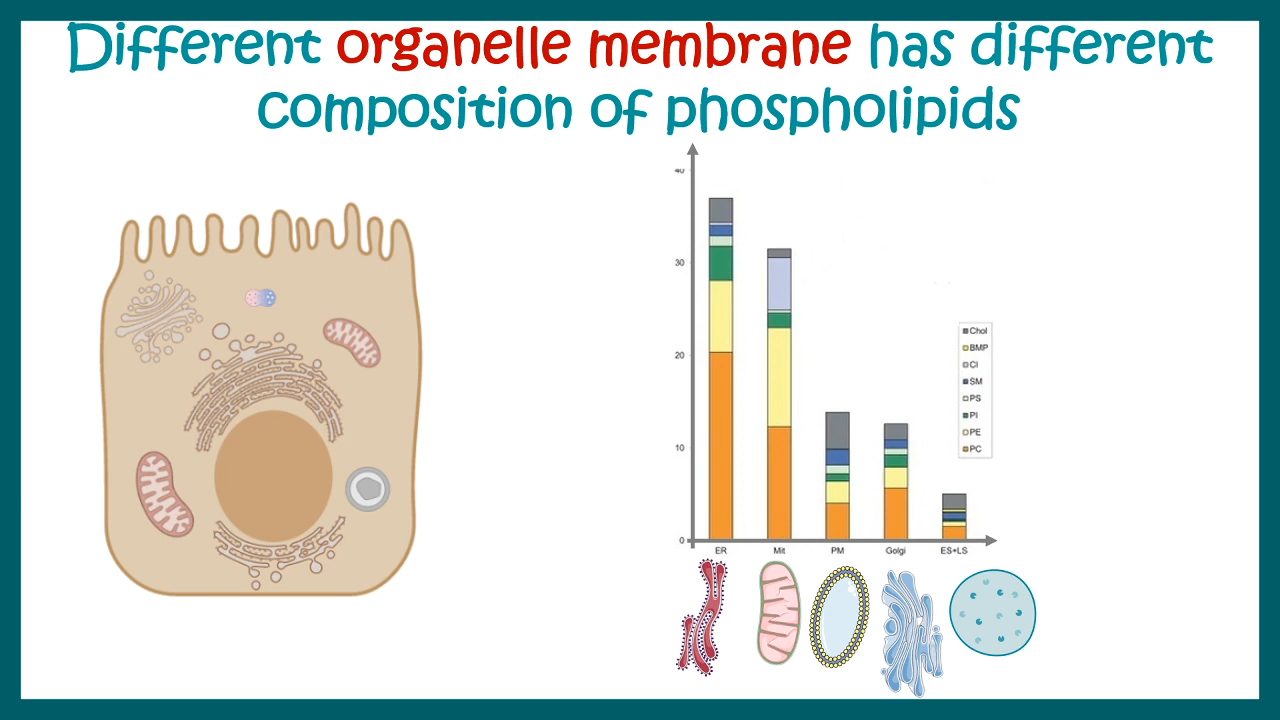 Different organelle membrane has different
composition of phospholipids
40
30
20
10
0
ER Mit PM Golgi ES+LS
Chol
BMP
Cl
SM
PS
PI
PE
PC